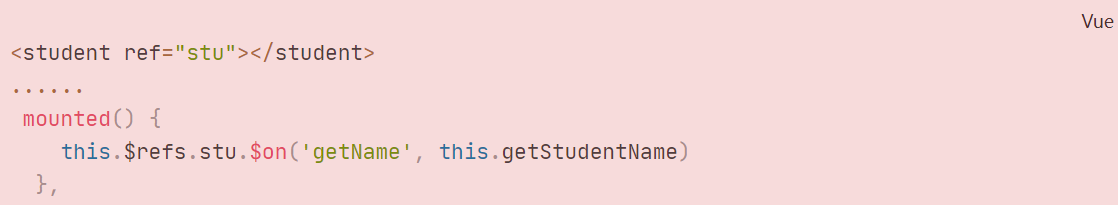 Vue
<student ref="stu"></student>
......
mounted() {
this.$refs.stu.$on('getName', this.getStudentName)
},